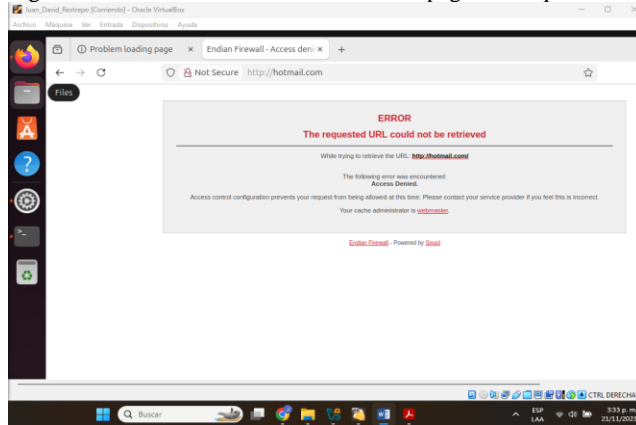 Juan_David_Restrepo [Corriendo] - Oracle VirtualBox
Archivo Máquina Ver Entrada Dispositivos Ayuda
Problem loading page
Endian Firewall - Access deni
Not Secure http://hotmail.com
Files
ERROR
The requested URL could not be retrieved
While trying to retrieve the URL: http://hotmail.com/
The following error was encountered:
Access Denied.
Access control configuration prevents your request from being allowed at this time. Please contact your service provider if you feel this is incorrect.
Your cache administrator is webmaster.
Endian Firewall - Powered by Squid
CTRL DERECHA
Buscar
ESP
LAA
3:33 p. m.